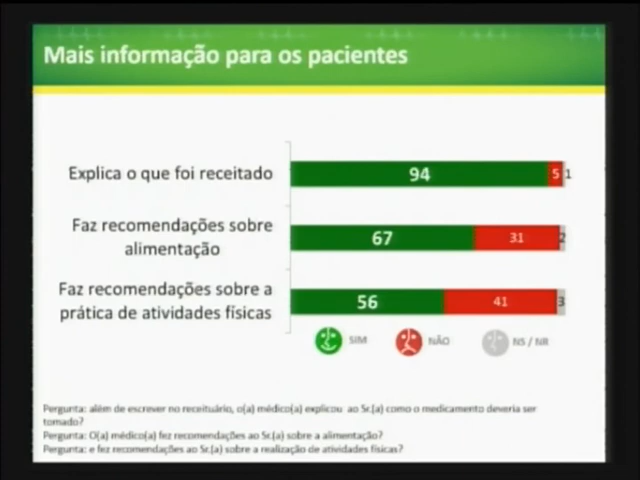 Mais informação para os pacientes
Explica o que foi receitado
94 5 1
Faz recomendações sobre
alimentação
67 31 2
Faz recomendações sobre a
prática de atividades físicas
56 41 3
SIM NÃO NS / NR
Pergunta: além de escrever no receituário, o(a) médico(a) explicou ao Sr.(a) como o medicamento deveria ser
tomado?
Pergunta: O(a) médico(a) fez recomendações ao Sr.(a) sobre a alimentação?
Pergunta: e fez recomendações ao Sr.(a) sobre a realização de atividades físicas?